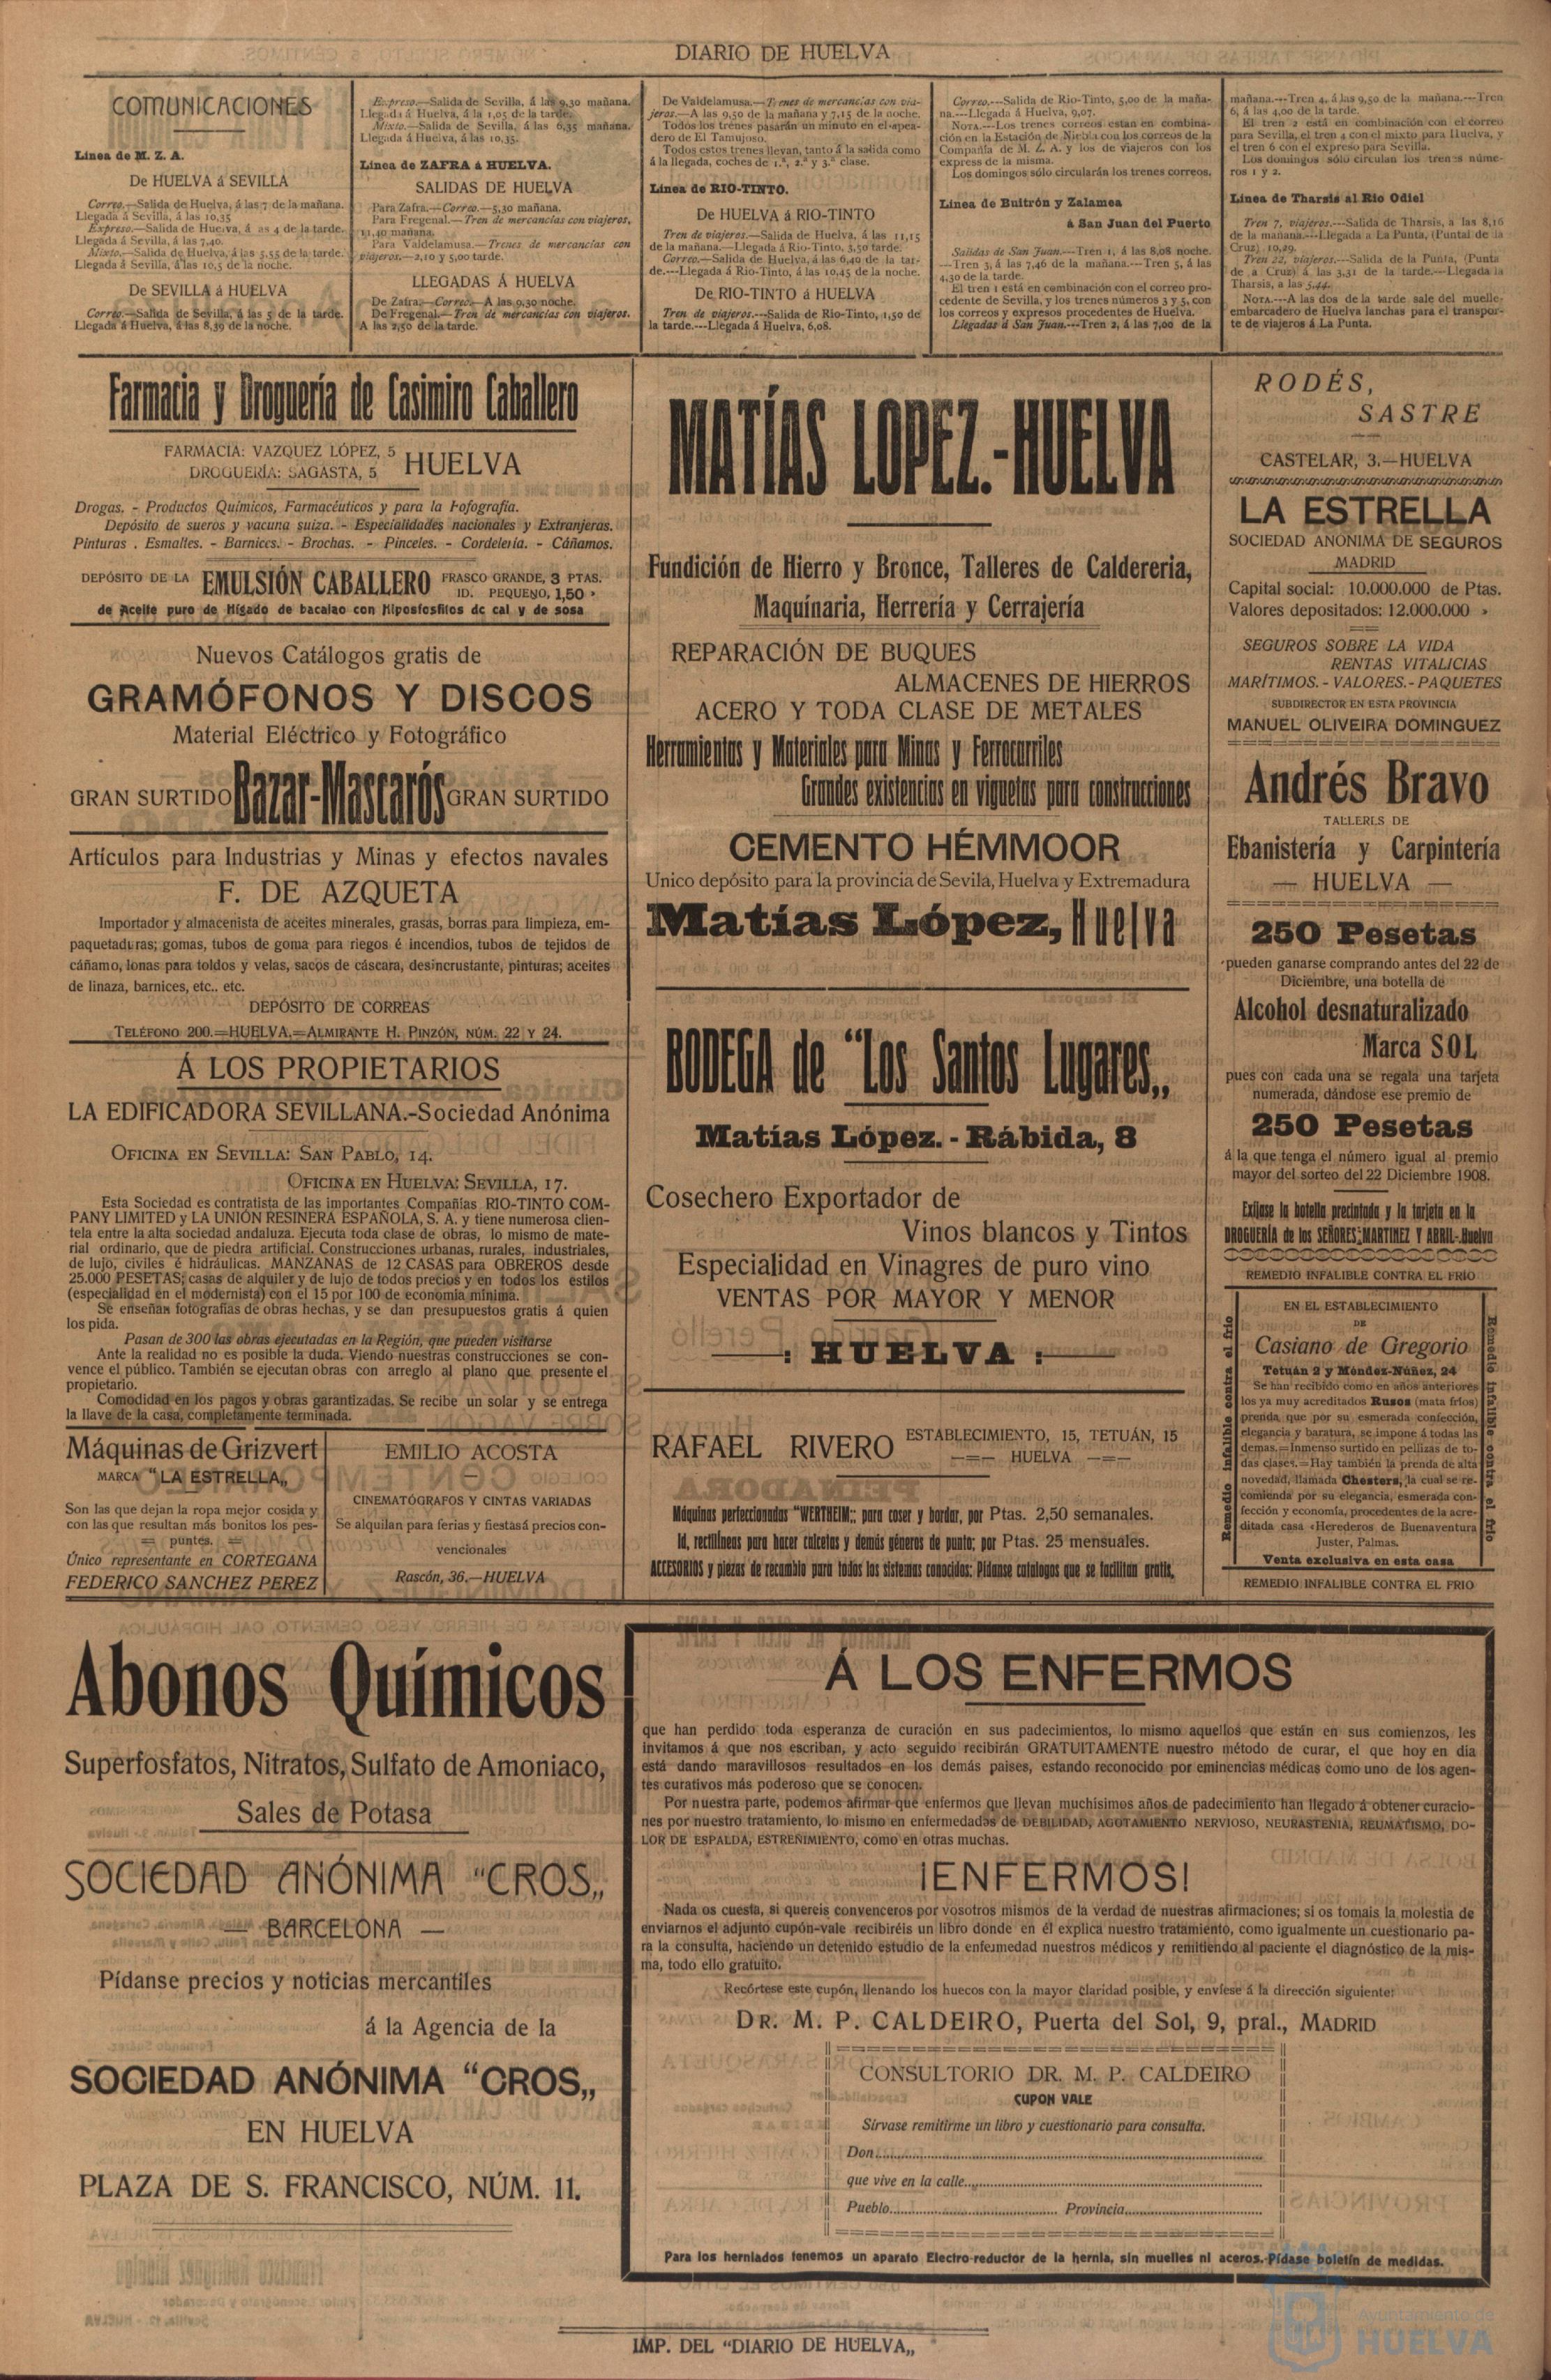 DIARIO DE HUELVA
COMUNICACIONES
Línea de M. Z. A.
De HUELVA á SEVILLA
Correo.—Salida de Huelva, á las 7 de la mañana.
Llegada á Sevilla, á las 10,35
Expreso.—Salida de Hueiva, á as 4 de la tarde.
Llegada á Sevilla, á las 7,40.
Mixto.—Salida de Huelva, á las 5,55 de la tarde.
Llegada á Sevilla, á las 10,5 de la noche.
De SEVILLA á HUELVA
Correo.—Salida de Sevilla, á las 5 de la tarde.
Llegada á Huelva, á las 8,39 de la noche.
Expreso.—Salida de Sevilla, á las 9,30 mañana.
Llegada á Huelva, á la 1,05 de la tarde.
Mixto.—Salida de Sevilla, á las 6,35 mañana.
Llegada á Huelva, á las 10,35.
Línea de ZAFRA á HUELVA.
SALIDAS DE HUELVA
Para Zafra.—Correo.—5,30 mañana.
Para Fregenal.—Tren de mercancías con viajeros,
11,40 mañana.
Para Valdelamusa.—Trenes de mercancías con
viajeros.—2,10 y 5,00 tarde.
LLEGADAS Á HUELVA
De Zafra.—Correo.—A las 9,30 noche.
De Fregenal.—Tren de mercancías con viajeros.
A las 2,50 de la tarde.
De Valdelamusa.—Trenes de mercancías con via-
jeros.—A las 9,50 de la mañana y 7,15 de la noche.
Todos los trenes pasarán un minuto en el apea-
dero de El Tamujoso.
Todos estos trenes llevan, tanto á la salida como
á la llegada, coches de 1.ª, 2.ª y 3.ª clase.
Línea de RIO-TINTO.
De HUELVA á RIO-TINTO
Tren de viajeros.—Salida de Huelva, á las 11,15
de la mañana.—Llegada á Rio-Tinto, 3,50 tarde.
Correo.—Salida de Huelva, á las 6,40 de la tar-
de.—Llegada á Rio-Tinto, á las 10,45 de la noche.
De RIO-TINTO á HUELVA
Tren de viajeros.---Salida de Rio-Tinto, 1,50 de
la tarde.---Llegada á Huelva, 6,08.
Correo.---Salida de Rio-Tinto, 5,00 de la maña-
na.---Llegada á Huelva, 9,07.
NOTA.---Los trenes correos estan en combina-
ción en la Estación de Niebla con los correos de la
Compañía de M. Z. A. y los de viajeros con los
express de la misma.
Los domingos sólo circularán los trenes correos.
Línea de Buitrón y Zalamea
á San Juan del Puerto
Salidas de San Juan.---Tren 1, á las 8,08 noche.
---Tren 3, á las 7,46 de la mañana.---Tren 5, á las
4,30 de la tarde.
El tren 1 está en combinación con el correo pro-
cedente de Sevilla, y los trenes números 3 y 5, con
los correos y expresos procedentes de Huelva.
Llegadas á San Juan.---Tren 2, á las 7,00 de la
mañana.---Tren 4, á las 9,50 de la mañana.---Tren
6, á las 4,00 de la tarde.
El tren 2 está en combinación con el correo
para Sevilla, el tren 4 con el mixto para Huelva, y
el tren 6 con el expreso para Sevilla.
Los domingos sólo circulan los trenes núme-
ros 1 y 2.
Línea de Tharsis al Rio Odiel
Tren 7, viajeros.---Salida de Tharsis, a las 8,16
de la mañana.---Llegada a La Punta, (Puntal de la
Cruz) 10,29.
Tren 22, viajeros.---Salida de la Punta, (Punta
de a Cruz) á las 3,31 de la tarde.---Llegada la
Tharsis, a las 5,44.
NOTA.---A las dos de la tarde sale del muelle-
embarcadero de Huelva lanchas para el transpor-
te de viajeros á La Punta.
Farmacia y Droguería de Casimiro Caballero
FARMACIA: VAZQUEZ LÓPEZ, 5
DROGUERÍA: SAGASTA, 5
HUELVA
Drogas. - Productos Químicos, Farmacéuticos y para la Fofografía.
Depósito de sueros y vacuna suiza. - Especialidades nacionales y Extranjeras.
Pinturas . Esmaltes. - Barnices. - Brochas. - Pinceles. - Cordelería. - Cáñamos.
DEPÓSITO DE LA EMULSIÓN CABALLERO FRASCO GRANDE, 3 PTAS.
ID. PEQUEÑO, 1,50 »
de Aceite puro de Hígado de bacalao con Hiposfosfitos de cal y de sosa
Nuevos Catálogos gratis de
GRAMÓFONOS Y DISCOS
Material Eléctrico y Fotográfico
GRAN SURTIDO Bazar-Mascarós GRAN SURTIDO
Artículos para Industrias y Minas y efectos navales
F. DE AZQUETA
Importador y almacenista de aceites minerales, grasas, borras para limpieza, em-
paquetaduras; gomas, tubos de goma para riegos é incendios, tubos de tejidos de
cáñamo, lonas para toldos y velas, sacos de cáscara, desincrustante, pinturas; aceites
de linaza, barnices, etc.. etc.
DEPÓSITO DE CORREAS
TELÉFONO 200.=HUELVA.=ALMIRANTE H. PINZÓN, NÚM. 22 Y 24.
Á LOS PROPIETARIOS
LA EDIFICADORA SEVILLANA.-Sociedad Anónima
OFICINA EN SEVILLA: SAN PABLO, 14.
OFICINA EN HUELVA: SEVILLA, 17.
Esta Sociedad es contratista de las importantes Compañías RIO-TINTO COM-
PANY LIMITED y LA UNIÓN RESINERA ESPAÑOLA, S. A. y tiene numerosa clien-
tela entre la alta sociedad andaluza. Ejecuta toda clase de obras, lo mismo de mate-
rial ordinario, que de piedra artificial. Construcciones urbanas, rurales, industriales,
de lujo, civiles é hidráulicas. MANZANAS de 12 CASAS para OBREROS desde
25.000 PESETAS; casas de alquiler y de lujo de todos precios y en todos los estilos
(especialidad en el modernista) con el 15 por 100 de economia mínima.
Se enseñan fotografías de obras hechas, y se dan presupuestos gratis á quien
los pida.
Pasan de 300 las obras ejecutadas en la Región, que pueden visitarse
Ante la realidad no es posible la duda. Viendo nuestras construcciones se con-
vence el público. También se ejecutan obras con arreglo al plano que presente el
propietario.
Comodidad en los pagos y obras garantizadas. Se recibe un solar y se entrega
la llave de la casa, completamente terminada.
Máquinas de Grizvert
MARCA "LA ESTRELLA„
Son las que dejan la ropa mejor cosida y
con las que resultan más bonitos los pes-
= puntes. =
Único representante en CORTEGANA
FEDERICO SANCHEZ PEREZ
EMILIO ACOSTA
—
CINEMATÓGRAFOS Y CINTAS VARIADAS
Se alquilan para ferias y fiestasá precios con-
vencionales
Rascón, 36.—HUELVA
MATÍAS LOPEZ.-HUELVA
Fundición de Hierro y Bronce, Talleres de Caldereria,
Maquínaria, Herrería y Cerrajería
REPARACIÓN DE BUQUES
ALMACENES DE HIERROS
ACERO Y TODA CLASE DE METALES
Herramientas y Materiales para Minas y Ferrocarriles
Grandes existencias en viguetas para construcciones
CEMENTO HÉMMOOR
Unico depósito para la provincia de Sevila, Huelva y Extremadura
Matías López, Huelva
BODEGA de "Los Santos Lugares„
Matías López. - Rábida, 8
Cosechero Exportador de
Vinos blancos y Tintos
Especialidad en Vinagres de puro vino
VENTAS POR MAYOR Y MENOR
: HUELVA :
RAFAEL RIVERO ESTABLECIMIENTO, 15, TETUÁN, 15
—=— HUELVA —=—
Máquinas perfeccionadas "WERTHEIM;; para coser y bordar, por Ptas. 2,50 semanales.
Id, rectilíneas para hacer calcetas y demás géneros de punto; por Ptas. 25 mensuales.
ACCESORIOS y piezas de recambio para todos los sistemas conocidos: Pídanse catalogos que se facilitan gratis.
RODÉS,
SASTRE
CASTELAR, 3.—HUELVA
LA ESTRELLA
SOCIEDAD ANÓNIMA DE SEGUROS
MADRID
Capital social: 10.000.000 de Ptas.
Valores depositados: 12.000.000 »
SEGUROS SOBRE LA VIDA
RENTAS VITALICIAS
MARÍTIMOS. - VALORES. - PAQUETES
SUBDIRECTOR EN ESTA PROVINCIA
MANUEL OLIVEIRA DOMINGUEZ
Andrés Bravo
TALLERES DE
Ebanistería y Carpintería
— HUELVA —
250 Pesetas
pueden ganarse comprando antes del 22 de
Diciembre, una botella de
Alcohol desnaturalizado
Marca SOL
pues con cada una se regala una tarjeta
numerada, dándose ese premio de
250 Pesetas
á la que tenga el número igual al premio
mayor del sorteo del 22 Diciembre 1908.
Exíjase la botella precintada y la tarjeta en la
DROGUERÍA de los SEÑORES: MARTINEZ Y ABRIL-.Huelva
REMEDIO INFALIBLE CONTRA EL FRÍO
Remedio infalible contra el frío
EN EL ESTABLECIMIENTO
DE
Casiano de Gregorio
Tetuán 2 y Méndez-Núñez, 24
Se han recibido como en años anteriores
los ya muy acreditados Rusos (mata fríos)
prenda que por su esmerada confección,
elegancia y baratura, se impone á todas las
demas.=Inmenso surtido en pellizas de to-
das clases.=Hay también la prenda de alta
novedad, llamada Chesters, la cual se re-
comienda por su elegancia, esmerada con-
fección y economía, procedentes de la acre-
ditada casa «Herederos de Buenaventura
Juster, Palmas.
Venta exclusiva en esta casa
Remedio infalible contra el frío
REMEDIO INFALIBLE CONTRA EL FRIO
Abonos Químicos
Superfosfatos, Nitratos, Sulfato de Amoniaco,
Sales de Potasa
SOCIEDAD ANÓNIMA "CROS„
— BARCELONA —
Pídanse precios y noticias mercantiles
á la Agencia de la
SOCIEDAD ANÓNIMA "CROS„
EN HUELVA
PLAZA DE S. FRANCISCO, NÚM. 11.
Á LOS ENFERMOS
que han perdido toda esperanza de curación en sus padecimientos, lo mismo aquellos que están en sus comienzos, les
invitamos á que nos escriban, y acto seguido recibirán GRATUITAMENTE nuestro método de curar, el que hoy en dia
está dando maravillosos resultados en los demás paises, estando reconocido por eminencias médicas como uno de los agen-
tes curativos más poderoso que se conocen.
Por nuestra parte, podemos afirmar que enfermos que llevan muchísimos años de padecimiento han llegado á obtener curacio-
nes por nuestro tratamiento, lo mismo en enfermedades de DEBILIDAD, AGOTAMIENTO NERVIOSO, NEURASTENIA, REUMATISMO, DO-
LOR DE ESPALDA, ESTREÑIMIENTO, como en otras muchas.
¡ENFERMOS!
Nada os cuesta, si quereis convenceros por vosotros mismos de la verdad de nuestras afirmaciones; si os tomais la molestia de
enviarnos el adjunto cupón-vale recibiréis un libro donde en él explica nuestro tratamiento, como igualmente un cuestionario pa-
ra la consulta, haciendo un detenido estudio de la enfermedad nuestros médicos y remitiendo al paciente el diagnóstico de la mis-
ma, todo ello gratuito.
Recórtese este cupón, llenando los huecos con la mayor claridad posible, y envíese á la dirección siguiente:
DR. M. P. CALDEIRO, Puerta del Sol, 9, pral., MADRID
CONSULTORIO DR. M. P. CALDEIRO
CUPON VALE
Sírvase remitirme un libro y cuestionario para consulta.
Don
que vive en la calle
Pueblo Provincia
Para los herniados tenemos un aparato Electro-reductor de la hernia, sin muelles ni aceros. Pídase boletín de medidas.
IMP. DEL "DIARIO DE HUELVA„
Ayuntamiento de
HUELVA